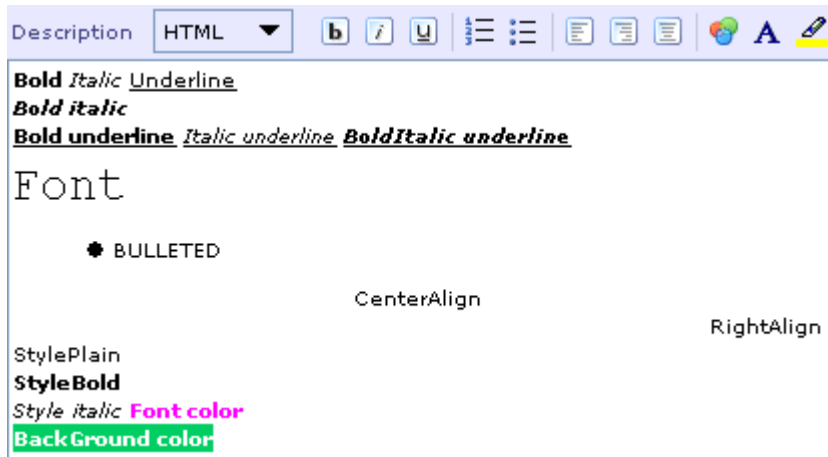 Description HTML b i u A
Bold Italic Underline
Bold italic
Bold underline Italic underline BoldItalic underline
Font
BULLETED
CenterAlign
RightAlign
StylePlain
StyleBold
Style italic Font color
BackGround color